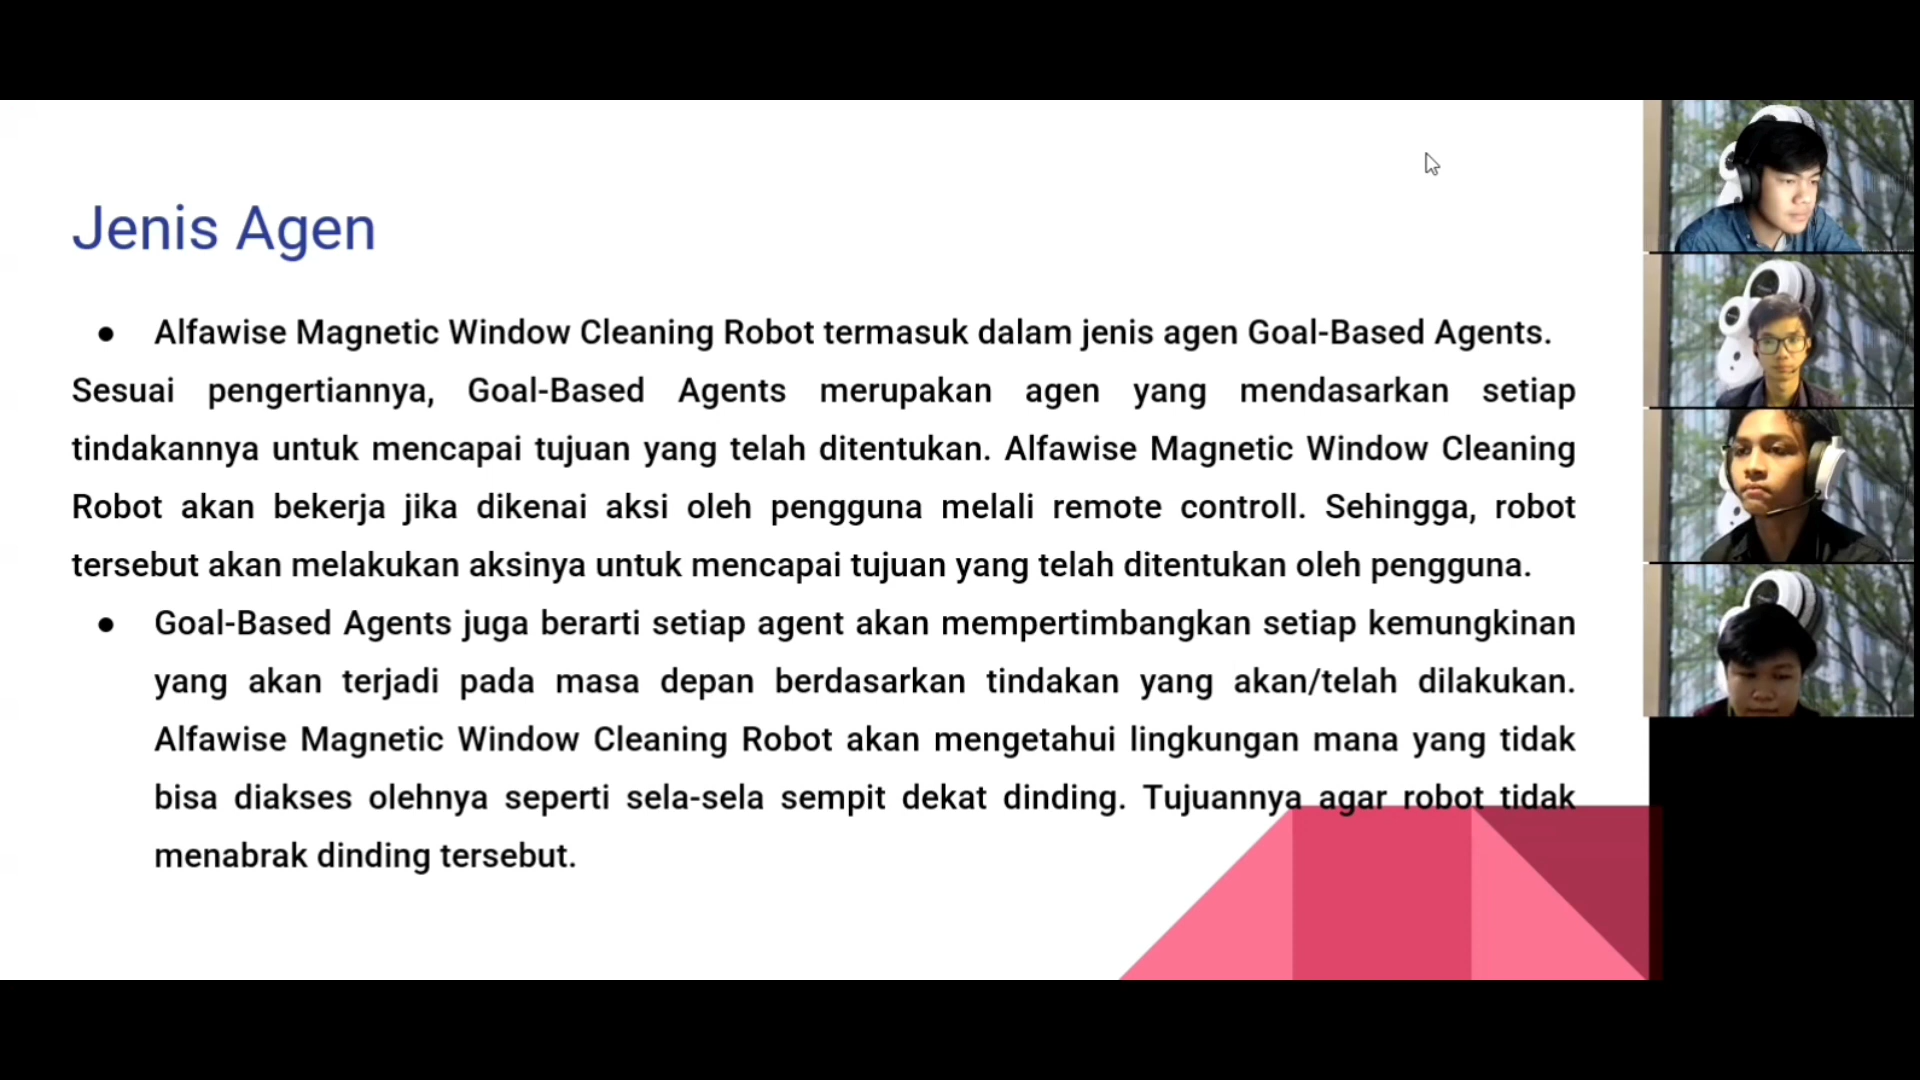 Jenis Agen
● Alfawise Magnetic Window Cleaning Robot termasuk dalam jenis agen Goal-Based Agents.
Sesuai pengertiannya, Goal-Based Agents merupakan agen yang mendasarkan setiap
tindakannya untuk mencapai tujuan yang telah ditentukan. Alfawise Magnetic Window Cleaning
Robot akan bekerja jika dikenai aksi oleh pengguna melali remote controll. Sehingga, robot
tersebut akan melakukan aksinya untuk mencapai tujuan yang telah ditentukan oleh pengguna.
● Goal-Based Agents juga berarti setiap agent akan mempertimbangkan setiap kemungkinan
yang akan terjadi pada masa depan berdasarkan tindakan yang akan/telah dilakukan.
Alfawise Magnetic Window Cleaning Robot akan mengetahui lingkungan mana yang tidak
bisa diakses olehnya seperti sela-sela sempit dekat dinding. Tujuannya agar robot tidak
menabrak dinding tersebut.